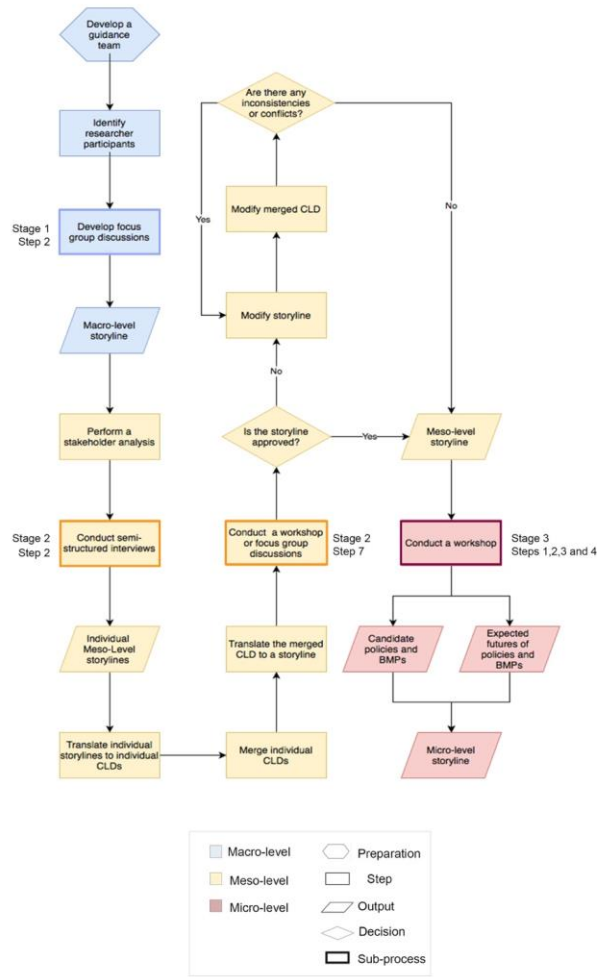 Develop a
guidance
team
Identify
researcher
participants
Stage 1
Step 2
Develop focus
group discussions
Macro-level
storyline
Perform a
stakeholder analysis
Stage 2
Step 2
Conduct semi-
structured interviews
Individual
Meso-Level
storylines
Translate individual
storylines to individual
CLDs
Merge individual
CLDs
Translate the merged
CLD to a storyline
Conduct a workshop
or focus group
discussions
Stage 2
Step 7
Is the storyline
approved?
No
Yes
Modify storyline
Modify merged CLD
Are there any
inconsistencies
or conflicts?
Yes
No
Meso-level
storyline
Conduct a workshop
Stage 3
Steps 1,2,3 and 4
Candidate
policies and
BMPs
Expected
futures of
policies and
BMPs
Micro-level
storyline
Macro-level
Meso-level
Micro-level
Preparation
Step
Output
Decision
Sub-process